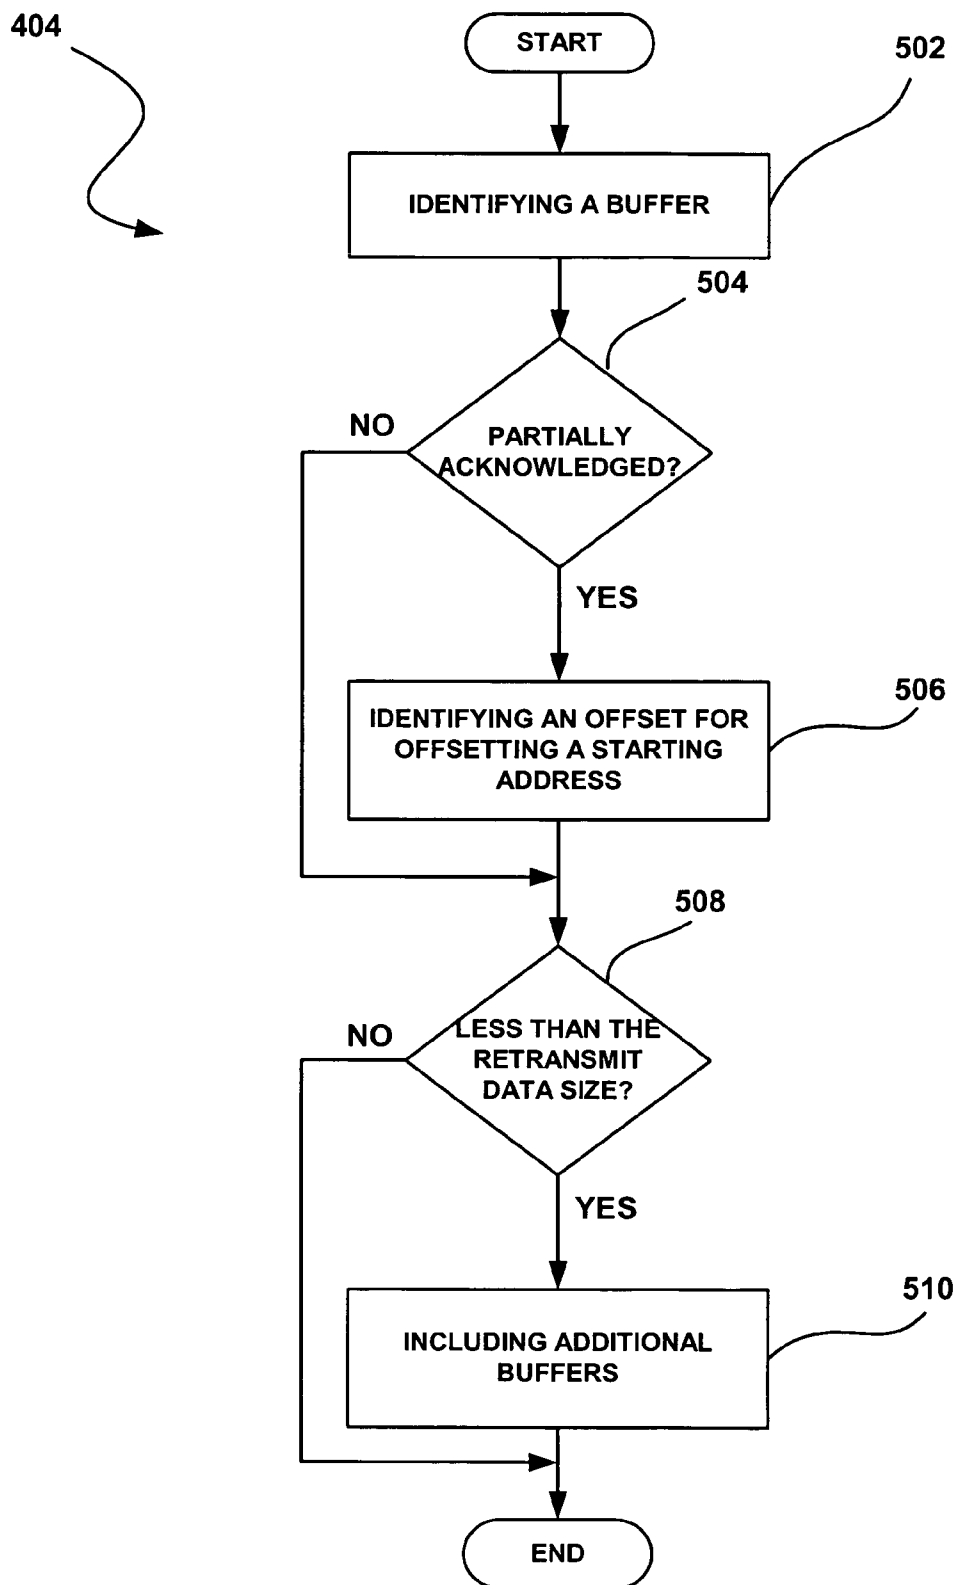 404
START
502
IDENTIFYING A BUFFER
504
NO
PARTIALLY
ACKNOWLEDGED?
YES
506
IDENTIFYING AN OFFSET FOR
OFFSETTING A STARTING
ADDRESS
508
NO
LESS THAN THE
RETRANSMIT
DATA SIZE?
YES
510
INCLUDING ADDITIONAL
BUFFERS
END